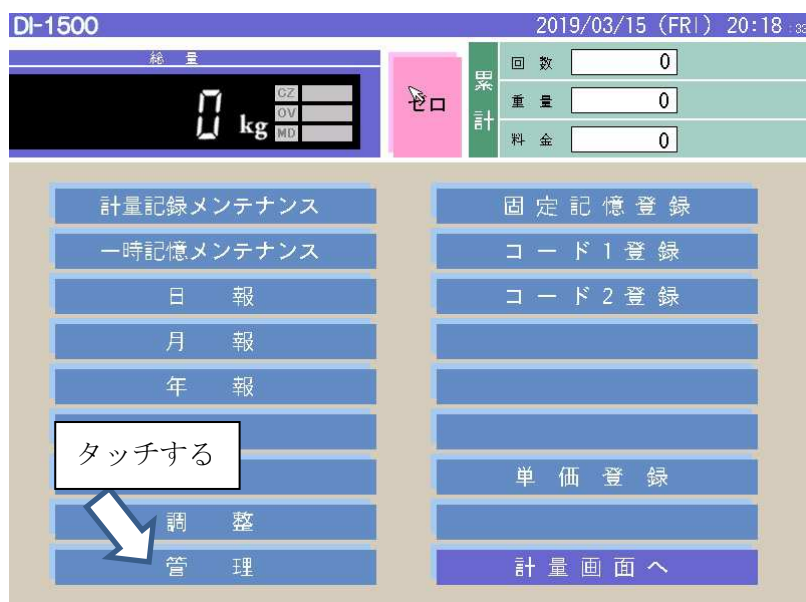 DI-1500 2019/03/15 (FRI) 20:18:33
総量
0 kg
CZ
OV
MD
ゼロ
累計
回数 0
重量 0
料金 0
計量記録メンテナンス
一時記憶メンテナンス
日報
月報
年報
タッチする
調整
管理
固定記憶登録
コード1登録
コード2登録
単価登録
計量画面へ